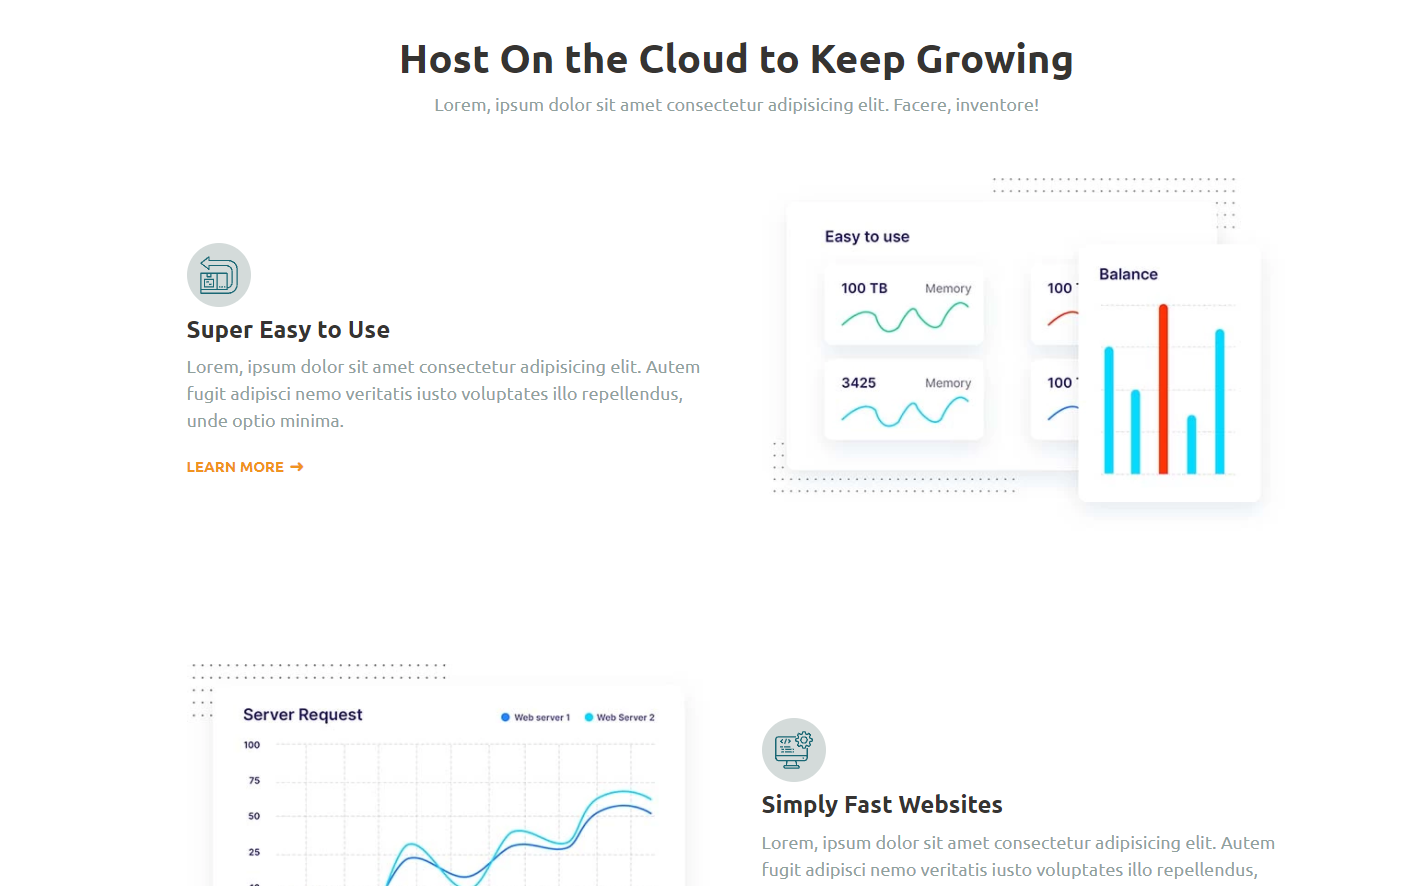 Host On the Cloud to Keep Growing
Lorem, ipsum dolor sit amet consectetur adipisicing elit. Facere, inventore!
Super Easy to Use
Lorem, ipsum dolor sit amet consectetur adipisicing elit. Autem
fugit adipisci nemo veritatis iusto voluptates illo repellendus,
unde optio minima.
LEARN MORE ➜
Easy to use
100 TB Memory
100
3425 Memory
100
Balance
Server Request
Web server 1 Web Server 2
100
75
50
25
Simply Fast Websites
Lorem, ipsum dolor sit amet consectetur adipisicing elit. Autem
fugit adipisci nemo veritatis iusto voluptates illo repellendus,